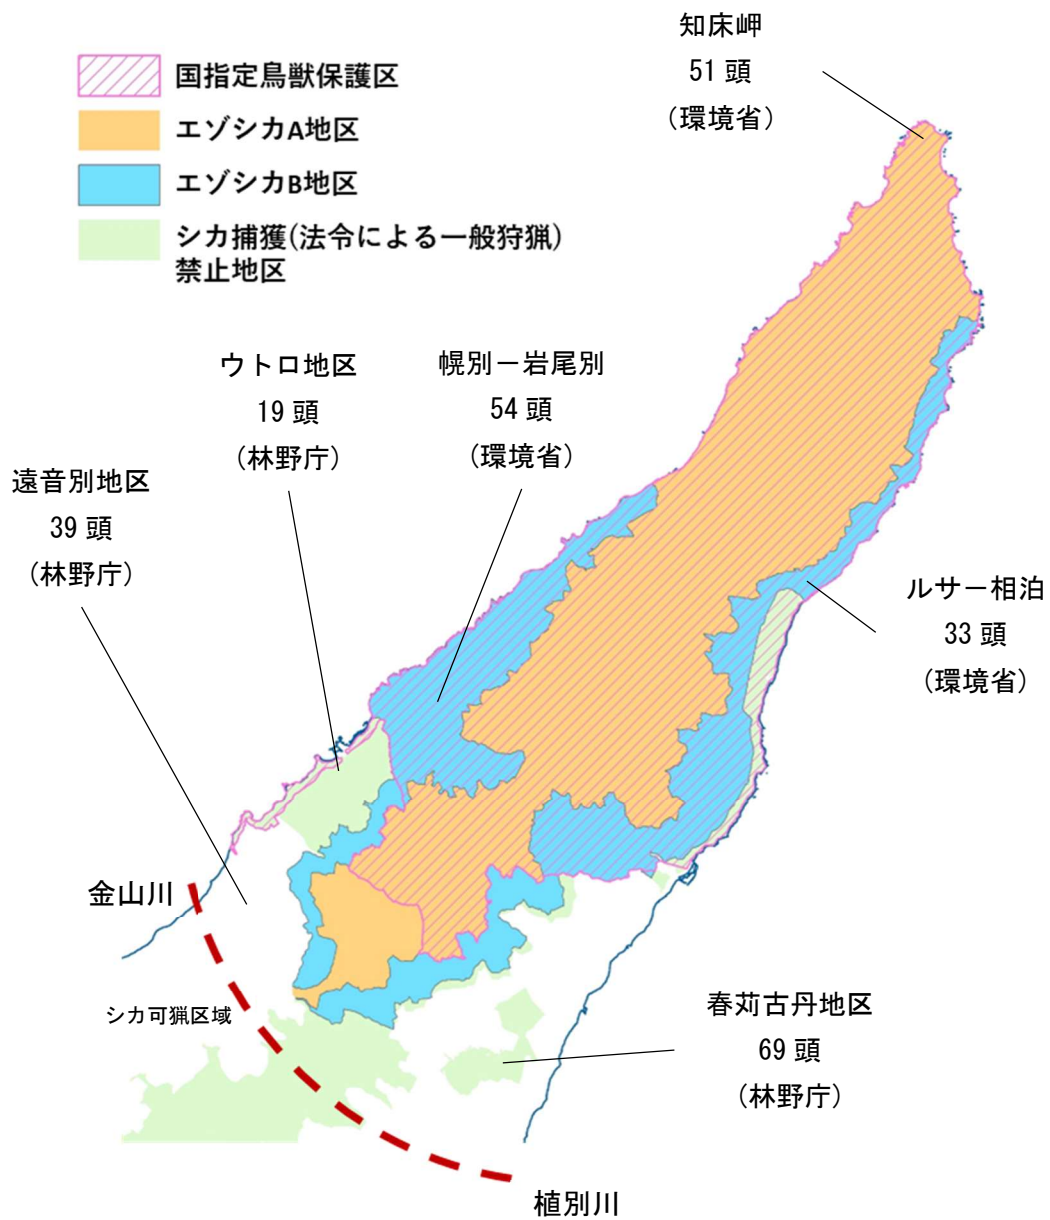 知床岬
51 頭
(環境省)
国指定鳥獣保護区
エゾシカA地区
エゾシカB地区
シカ捕獲(法令による一般狩猟)
禁止地区
ウトロ地区
19 頭
(林野庁)
幌別－岩尾別
54 頭
(環境省)
遠音別地区
39 頭
(林野庁)
ルサ－相泊
33 頭
(環境省)
金山川
シカ可猟区域
春苅古丹地区
69 頭
(林野庁)
植別川